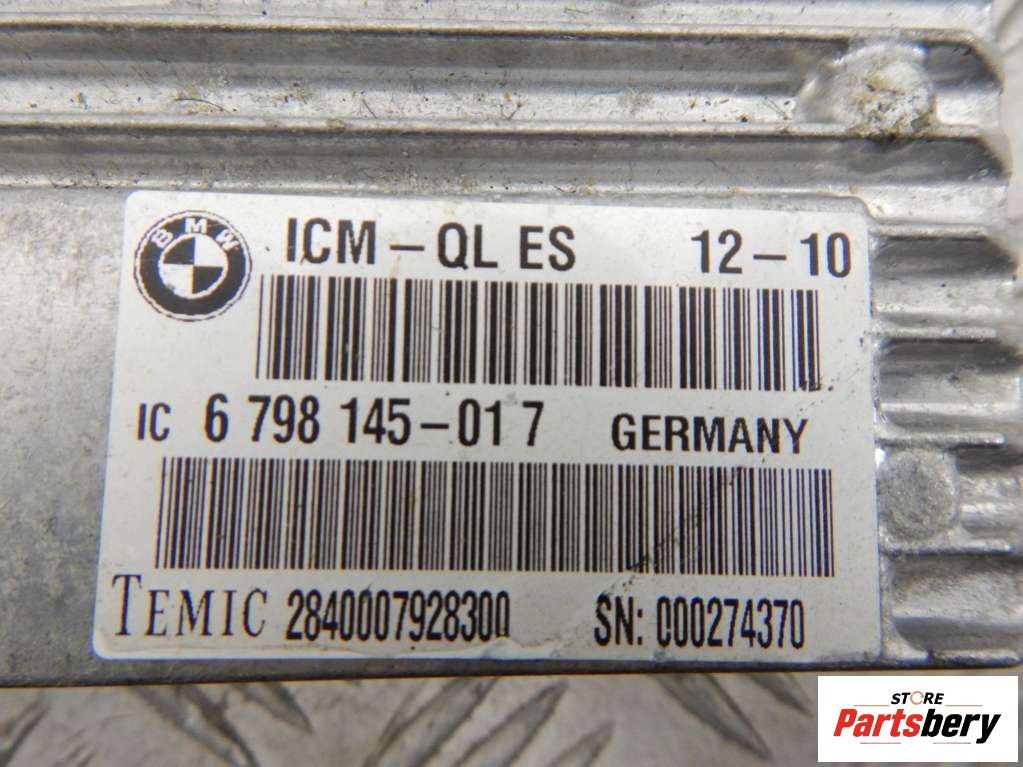 BMW ICM – QL ES 12 – 10
IC 6 798 145–01 7 GERMANY
TEMIC 2840007928300 SN: 000274370
STORE
Partsbery